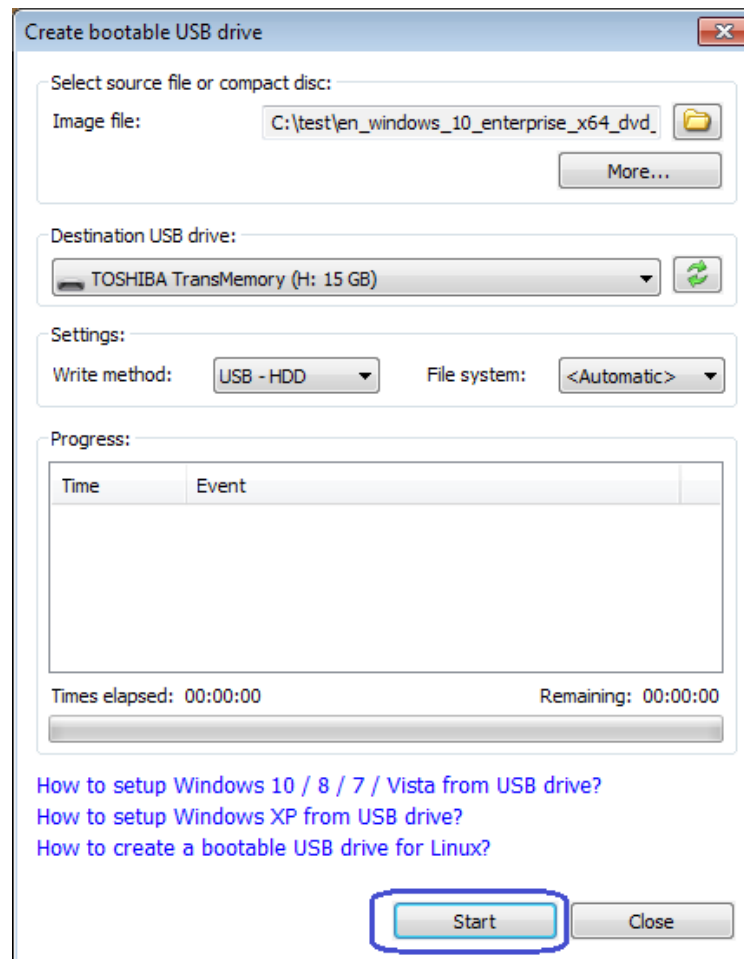 Create bootable USB drive
Select source file or compact disc:
Image file: C:\test\en_windows_10_enterprise_x64_dvd_
More...
Destination USB drive:
TOSHIBA TransMemory (H: 15 GB)
Settings:
Write method: USB - HDD File system: <Automatic>
Progress:
Time Event
Times elapsed: 00:00:00 Remaining: 00:00:00
How to setup Windows 10 / 8 / 7 / Vista from USB drive?
How to setup Windows XP from USB drive?
How to create a bootable USB drive for Linux?
Start Close